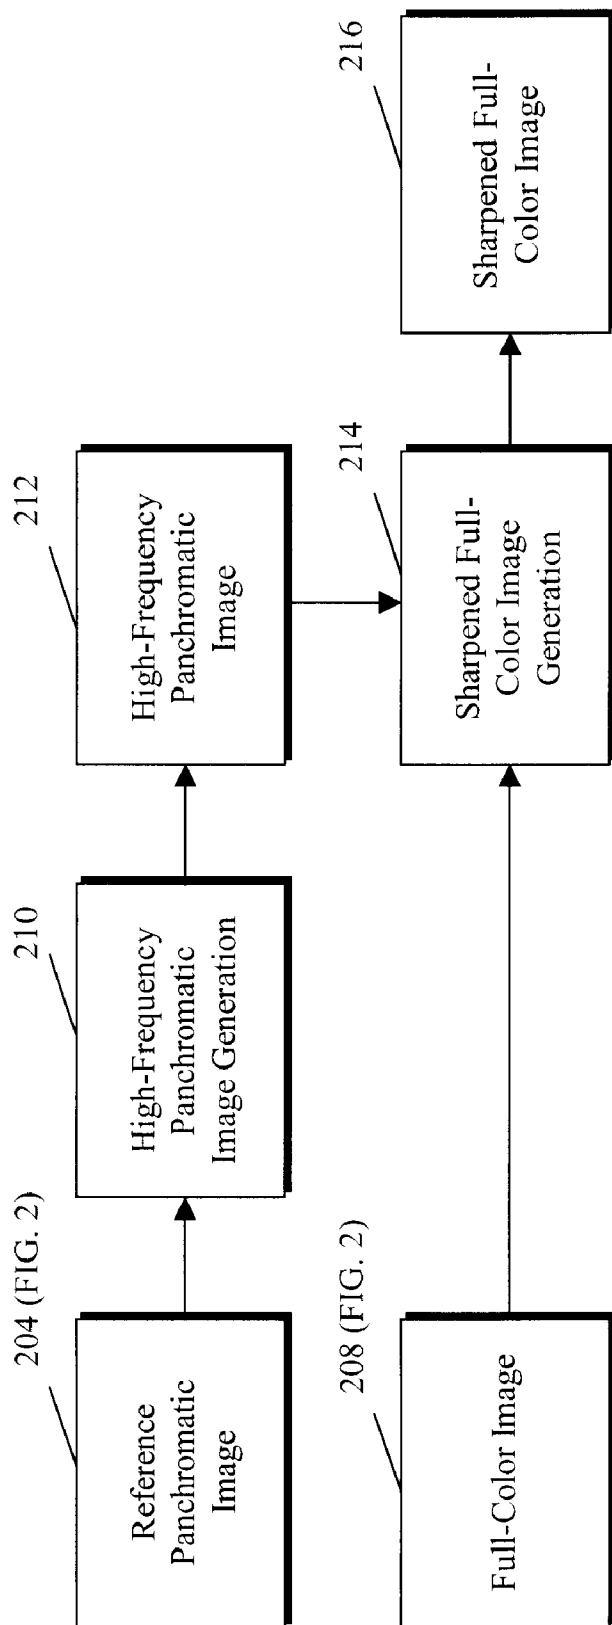 204 (FIG. 2)
Reference
Panchromatic
Image
210
High-Frequency
Panchromatic
Image Generation
212
High-Frequency
Panchromatic
Image
208 (FIG. 2)
Full-Color Image
214
Sharpened Full-
Color Image
Generation
216
Sharpened Full-
Color Image